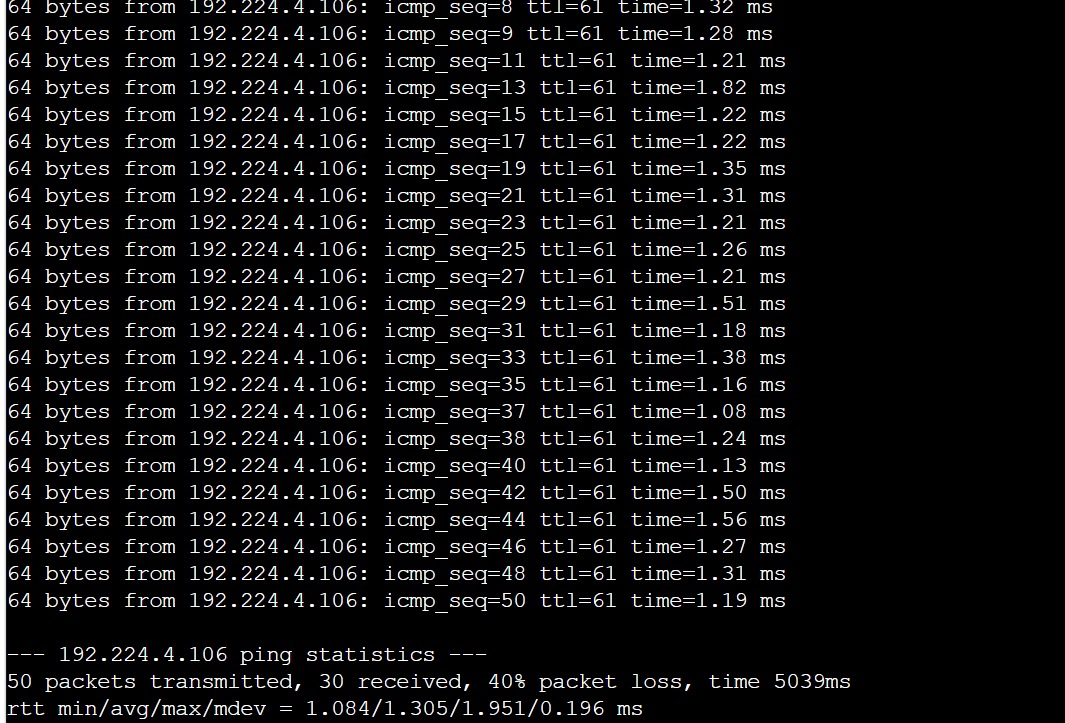 64 bytes from 192.224.4.106: icmp_seq=8 ttl=61 time=1.32 ms
64 bytes from 192.224.4.106: icmp_seq=9 ttl=61 time=1.28 ms
64 bytes from 192.224.4.106: icmp_seq=11 ttl=61 time=1.21 ms
64 bytes from 192.224.4.106: icmp_seq=13 ttl=61 time=1.82 ms
64 bytes from 192.224.4.106: icmp_seq=15 ttl=61 time=1.22 ms
64 bytes from 192.224.4.106: icmp_seq=17 ttl=61 time=1.22 ms
64 bytes from 192.224.4.106: icmp_seq=19 ttl=61 time=1.35 ms
64 bytes from 192.224.4.106: icmp_seq=21 ttl=61 time=1.31 ms
64 bytes from 192.224.4.106: icmp_seq=23 ttl=61 time=1.21 ms
64 bytes from 192.224.4.106: icmp_seq=25 ttl=61 time=1.26 ms
64 bytes from 192.224.4.106: icmp_seq=27 ttl=61 time=1.21 ms
64 bytes from 192.224.4.106: icmp_seq=29 ttl=61 time=1.51 ms
64 bytes from 192.224.4.106: icmp_seq=31 ttl=61 time=1.18 ms
64 bytes from 192.224.4.106: icmp_seq=33 ttl=61 time=1.38 ms
64 bytes from 192.224.4.106: icmp_seq=35 ttl=61 time=1.16 ms
64 bytes from 192.224.4.106: icmp_seq=37 ttl=61 time=1.08 ms
64 bytes from 192.224.4.106: icmp_seq=38 ttl=61 time=1.24 ms
64 bytes from 192.224.4.106: icmp_seq=40 ttl=61 time=1.13 ms
64 bytes from 192.224.4.106: icmp_seq=42 ttl=61 time=1.50 ms
64 bytes from 192.224.4.106: icmp_seq=44 ttl=61 time=1.56 ms
64 bytes from 192.224.4.106: icmp_seq=46 ttl=61 time=1.27 ms
64 bytes from 192.224.4.106: icmp_seq=48 ttl=61 time=1.31 ms
64 bytes from 192.224.4.106: icmp_seq=50 ttl=61 time=1.19 ms
--- 192.224.4.106 ping statistics ---
50 packets transmitted, 30 received, 40% packet loss, time 5039ms
rtt min/avg/max/mdev = 1.084/1.305/1.951/0.196 ms